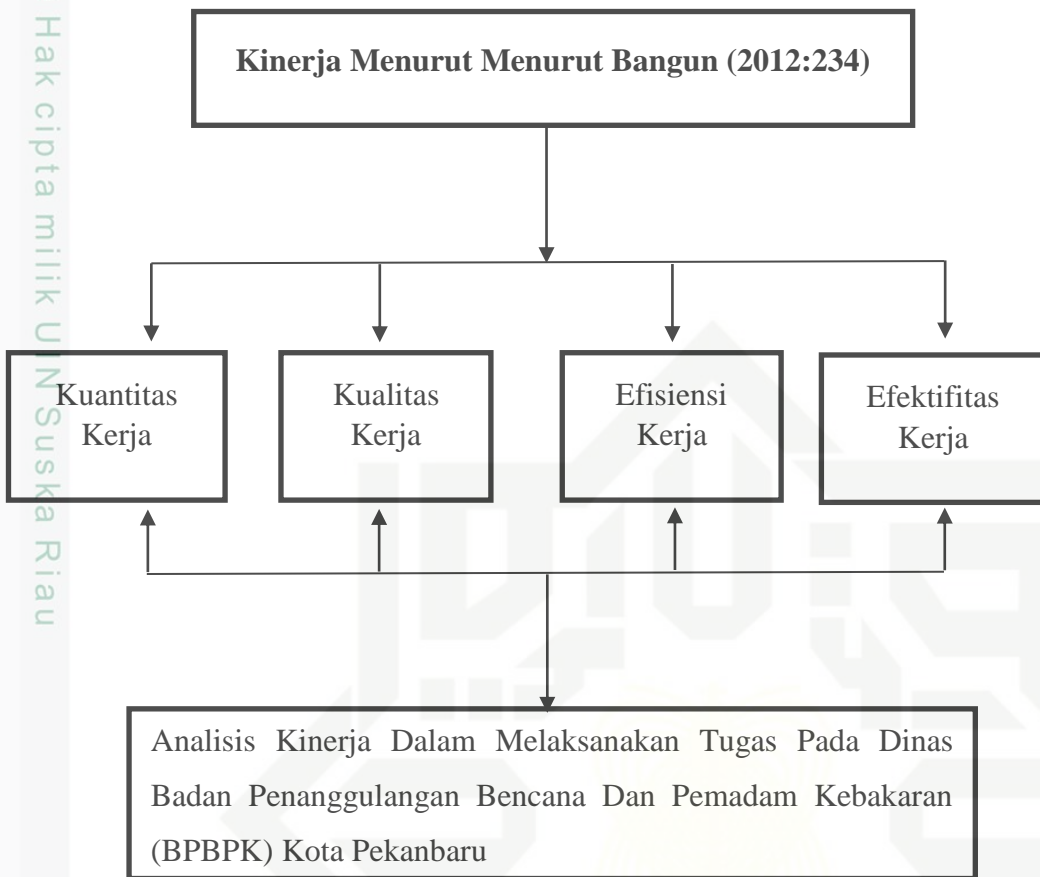 Hak cipta milik UIN Suska Riau
Kinerja Menurut Menurut Bangun (2012:234)
Kuantitas
Kerja
Kualitas
Kerja
Efisiensi
Kerja
Efektifitas
Kerja
Analisis Kinerja Dalam Melaksanakan Tugas Pada Dinas
Badan Penanggulangan Bencana Dan Pemadam Kebakaran
(BPBPK) Kota Pekanbaru